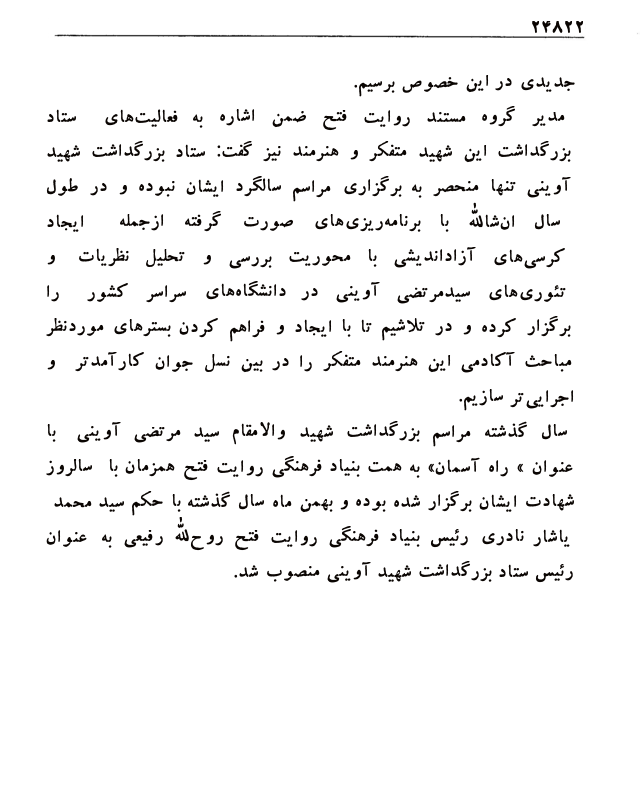 ۲۴۸۲۲
جدیدی در این خصوص برسیم.
مدیر گروه مستند روایت فتح ضمن اشاره به فعالیت‌های ستاد
بزرگداشت این شهید متفکر و هنرمند نیز گفت: ستاد بزرگداشت شهید
آوینی تنها منحصر به برگزاری مراسم سالگرد ایشان نبوده و در طول
سال ان‌شالله با برنامه‌ریزی‌های صورت گرفته ازجمله ایجاد
کرسی‌های آزاداندیشی با محوریت بررسی و تحلیل نظریات و
تئوری‌های سیدمرتضی آوینی در دانشگاه‌های سراسر کشور را
برگزار کرده و در تلاشیم تا با ایجاد و فراهم کردن بسترهای موردنظر
مباحث آکادمی این هنرمند متفکر را در بین نسل جوان کارآمدتر و
اجرایی‌تر سازیم.
سال گذشته مراسم بزرگداشت شهید والامقام سید مرتضی آوینی با
عنوان » راه آسمان» به همت بنیاد فرهنگی روایت فتح همزمان با سالروز
شهادت ایشان برگزار شده بوده و بهمن ماه سال گذشته با حکم سید محمد
یاشار نادری رئیس بنیاد فرهنگی روایت فتح روح‌الله رفیعی به عنوان
رئیس ستاد بزرگداشت شهید آوینی منصوب شد.